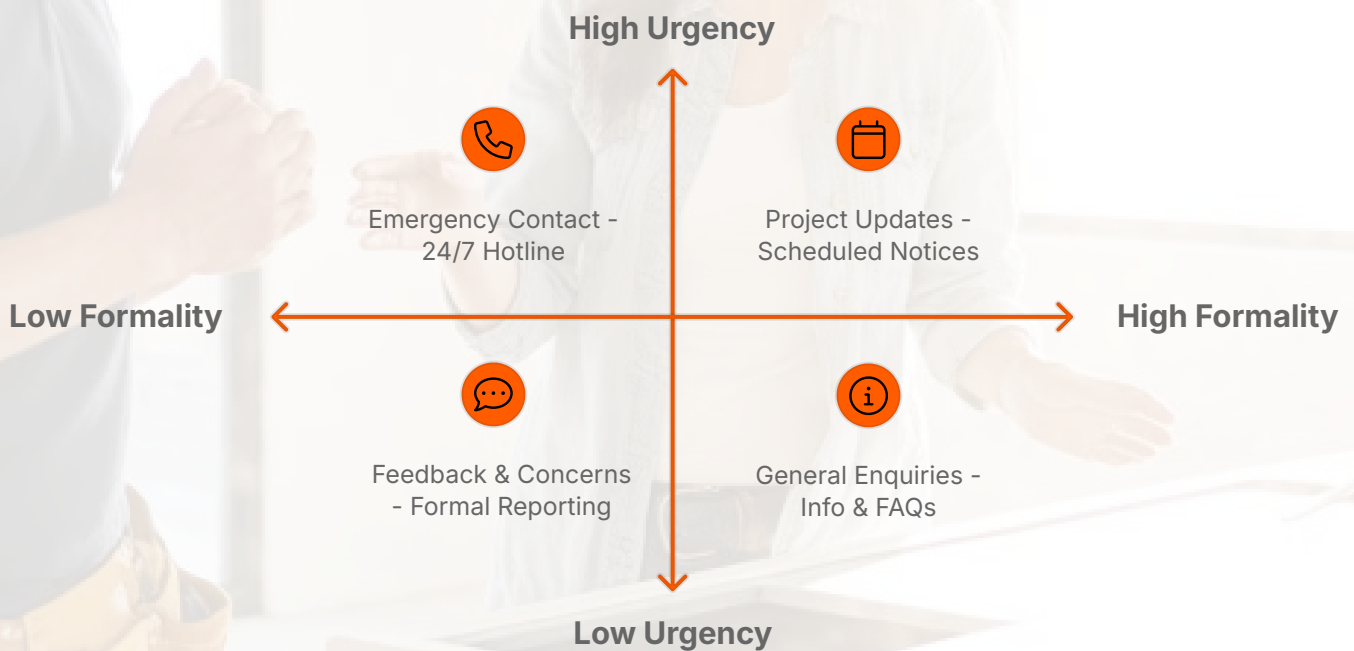 High Urgency
Emergency Contact -
24/7 Hotline
Project Updates -
Scheduled Notices
Low Formality
High Formality
Feedback & Concerns
- Formal Reporting
General Enquiries -
Info & FAQs
Low Urgency